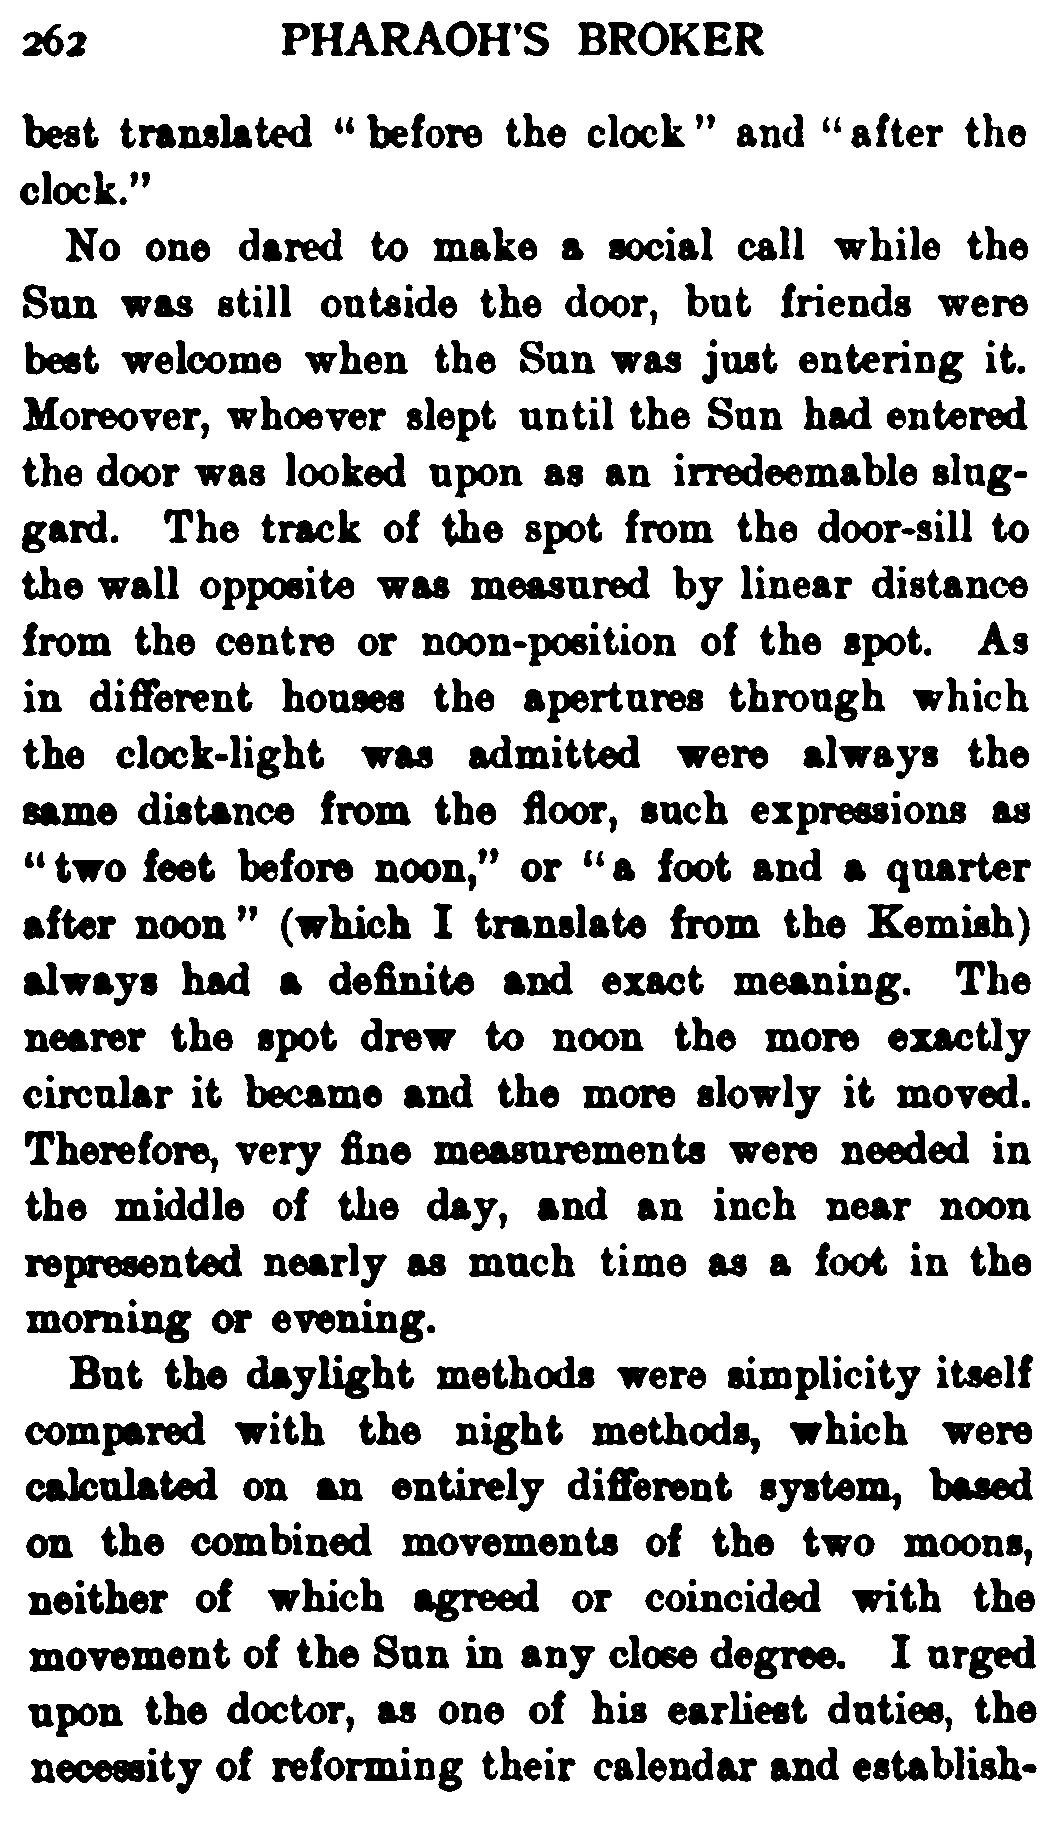 262 PHARAOH'S BROKER
best translated "before the clock" and "after the
clock."
No one dared to make a social call while the
Sun was still outside the door, but friends were
best welcome when the Sun was just entering it.
Moreover, whoever slept until the Sun had entered
the door was looked upon as an irredeemable slug-
gard. The track of the spot from the door-sill to
the wall opposite was measured by linear distance
from the centre or noon-position of the spot. As
in different houses the apertures through which
the clock-light was admitted were always the
same distance from the floor, such expressions as
"two feet before noon," or "a foot and a quarter
after noon" (which I translate from the Kemish)
always had a definite and exact meaning. The
nearer the spot drew to noon the more exactly
circular it became and the more slowly it moved.
Therefore, very fine measurements were needed in
the middle of the day, and an inch near noon
represented nearly as much time as a foot in the
morning or evening.
But the daylight methods were simplicity itself
compared with the night methods, which were
calculated on an entirely different system, based
on the combined movements of the two moons,
neither of which agreed or coincided with the
movement of the Sun in any close degree. I urged
upon the doctor, as one of his earliest duties, the
necessity of reforming their calendar and establish-